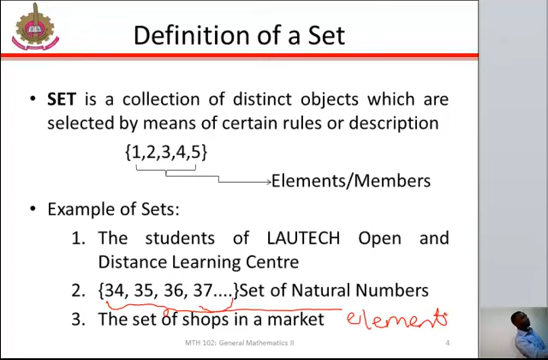 Definition of a Set
• SET is a collection of distinct objects which are
selected by means of certain rules or description
{1,2,3,4,5}
Elements/Members
• Example of Sets:
1. The students of LAUTECH Open and
Distance Learning Centre
2. {34, 35, 36, 37....}Set of Natural Numbers
3. The set of shops in a market
elements
MTH 102: General Mathematics II
4